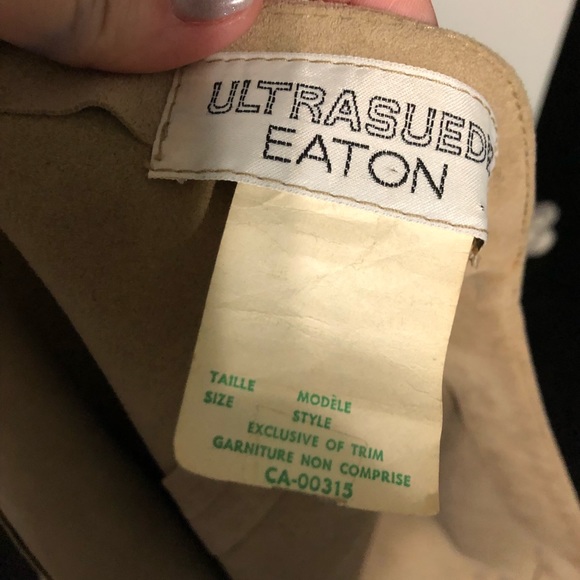 ULTRASUEDE
EATON
TAILLE MODÈLE
SIZE STYLE
EXCLUSIVE OF TRIM
GARNITURE NON COMPRISE
CA-00315